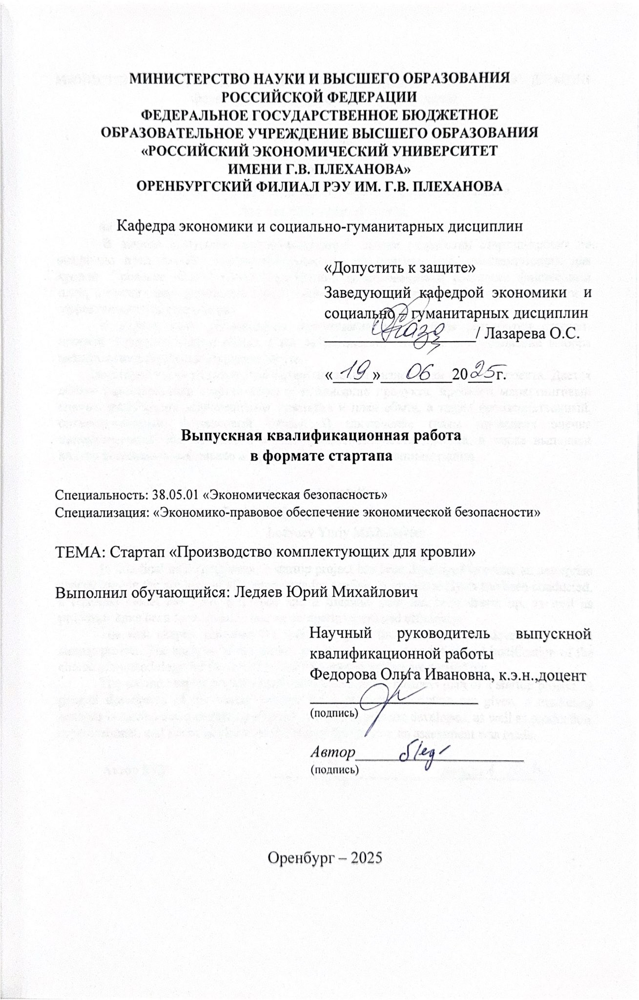 МИНИСТЕРСТВО НАУКИ И ВЫСШЕГО ОБРАЗОВАНИЯ
РОССИЙСКОЙ ФЕДЕРАЦИИ
ФЕДЕРАЛЬНОЕ ГОСУДАРСТВЕННОЕ БЮДЖЕТНОЕ
ОБРАЗОВАТЕЛЬНОЕ УЧРЕЖДЕНИЕ ВЫСШЕГО ОБРАЗОВАНИЯ
«РОССИЙСКИЙ ЭКОНОМИЧЕСКИЙ УНИВЕРСИТЕТ
ИМЕНИ Г.В. ПЛЕХАНОВА»
ОРЕНБУРГСКИЙ ФИЛИАЛ РЭУ ИМ. Г.В. ПЛЕХАНОВА
Кафедра экономики и социально-гуманитарных дисциплин
«Допустить к защите»
Заведующий кафедрой экономики и
социально – гуманитарных дисциплин
/ Лазарева О.С.
«19» 06 2025 г.
Выпускная квалификационная работа
в формате стартапа
Специальность: 38.05.01 «Экономическая безопасность»
Специализация: «Экономико-правовое обеспечение экономической безопасности»
ТЕМА: Стартап «Производство комплектующих для кровли»
Выполнил обучающийся: Ледяев Юрий Михайлович
Научный руководитель выпускной
квалификационной работы
Федорова Ольга Ивановна, к.э.н.,доцент
(подпись)
Автор
(подпись)
Оренбург – 2025